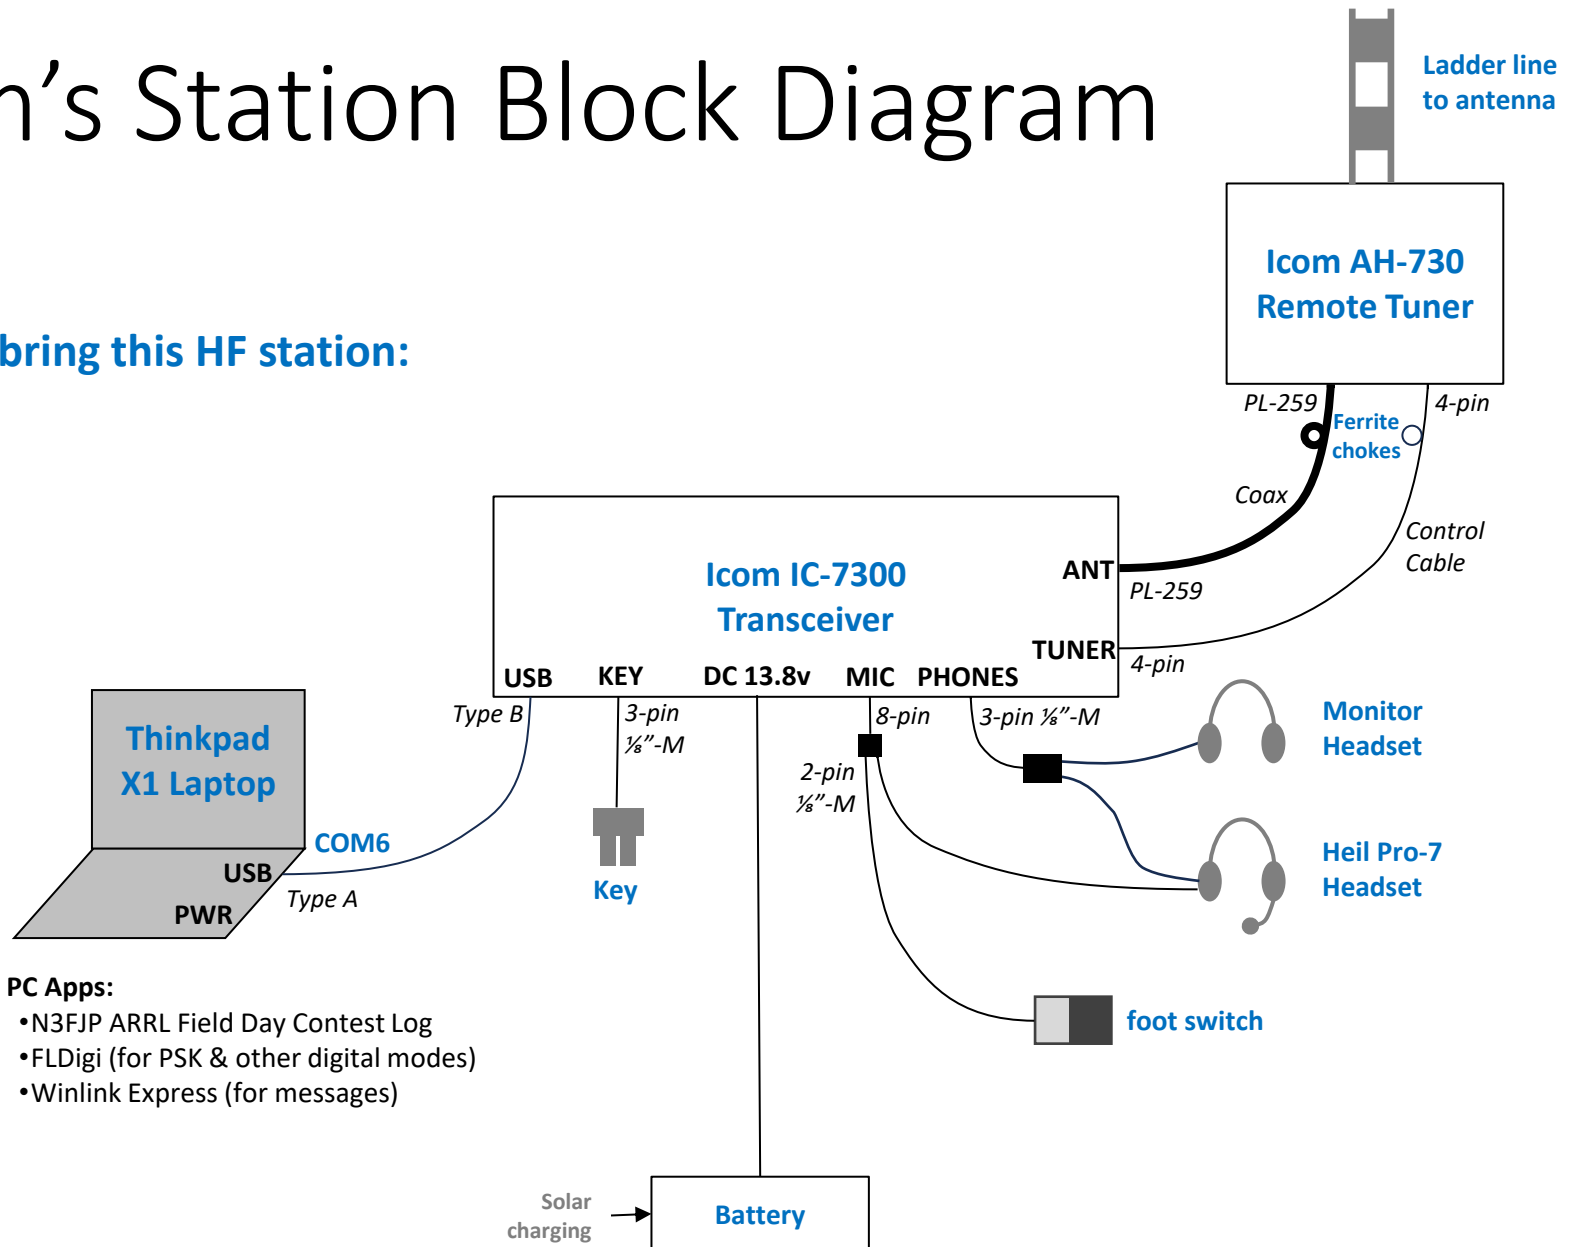 n's Station Block Diagram
Ladder line
to antenna
Icom AH-730
Remote Tuner
bring this HF station:
PL-259
4-pin
Ferrite
chokes
Coax
Control
Cable
Icom IC-7300
Transceiver
ANT
PL-259
TUNER
4-pin
USB
KEY
DC 13.8v
MIC
PHONES
Type B
3-pin
⅛"-M
8-pin
3-pin ⅛"-M
Monitor
Headset
Thinkpad
X1 Laptop
2-pin
⅛"-M
COM6
USB
Type A
PWR
Key
Heil Pro-7
Headset
PC Apps:
•N3FJP ARRL Field Day Contest Log
•FLDigi (for PSK & other digital modes)
•Winlink Express (for messages)
foot switch
Solar
charging
Battery